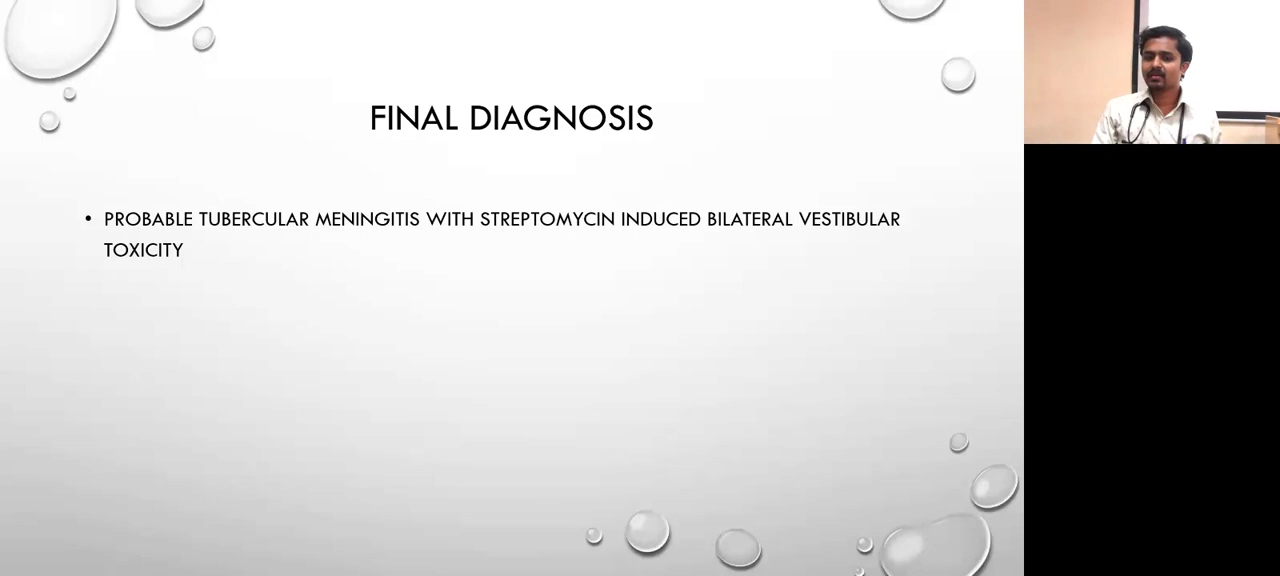 FINAL DIAGNOSIS
• PROBABLE TUBERCULAR MENINGITIS WITH STREPTOMYCIN INDUCED BILATERAL VESTIBULAR
TOXICITY